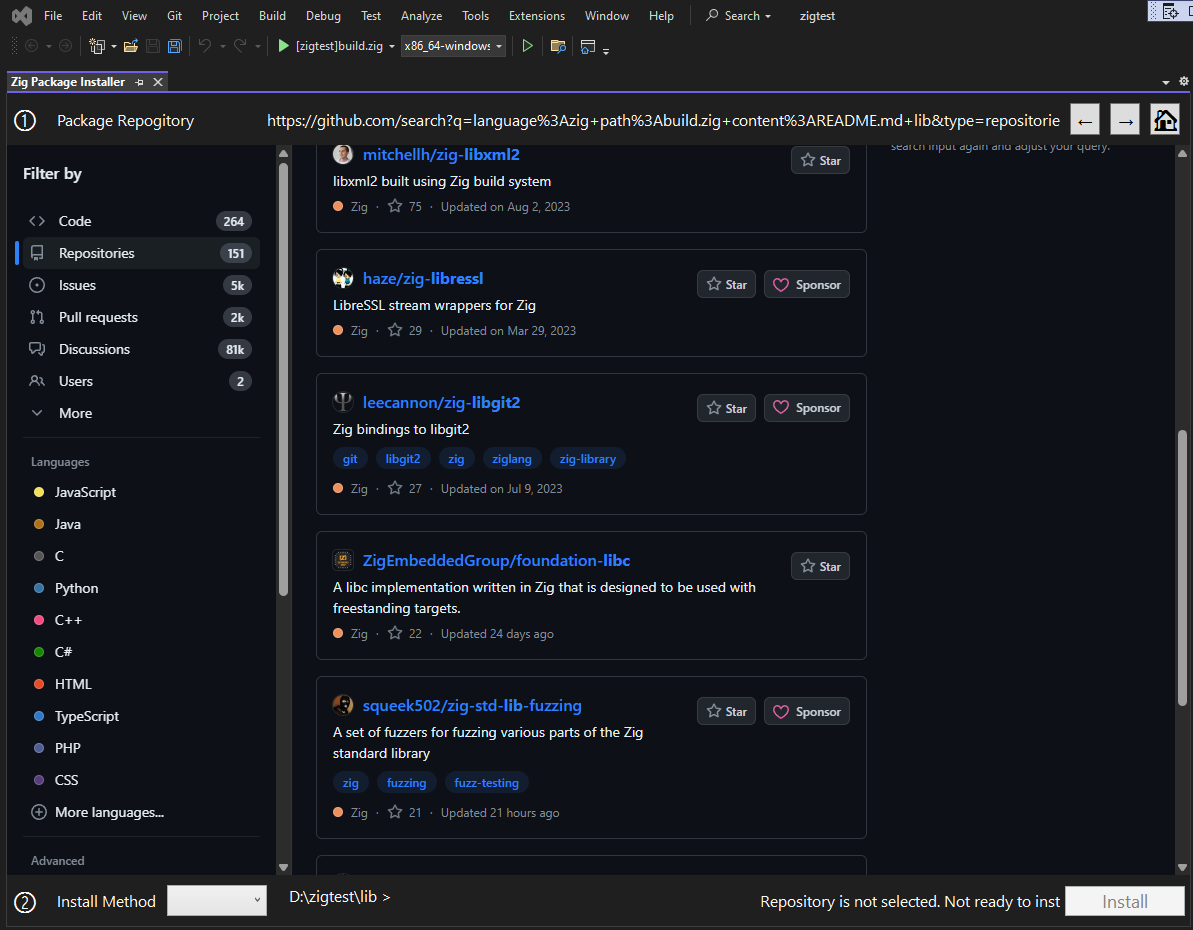 File Edit View Git Project Build Debug Test Analyze Tools Extensions Window Help Search zigtest
[zigtest]build.zig x86_64-windows
Zig Package Installer
1 Package Repogitory https://github.com/search?q=language%3Azig+path%3Abuild.zig+content%3AREADME.md+lib&type=repositorie ← →
Filter by
Code 264
Repositories 151
Issues 5k
Pull requests 2k
Discussions 81k
Users 2
More
Languages
JavaScript
Java
C
Python
C++
C#
HTML
TypeScript
PHP
CSS
More languages...
Advanced
mitchellh/zig-libxml2 Star
libxml2 built using Zig build system
Zig · 75 · Updated on Aug 2, 2023
haze/zig-libressl Star Sponsor
LibreSSL stream wrappers for Zig
Zig · 29 · Updated on Mar 29, 2023
leecannon/zig-libgit2 Star Sponsor
Zig bindings to libgit2
git libgit2 zig ziglang zig-library
Zig · 27 · Updated on Jul 9, 2023
ZigEmbeddedGroup/foundation-libc Star
A libc implementation written in Zig that is designed to be used with
freestanding targets.
Zig · 22 · Updated 24 days ago
squeek502/zig-std-lib-fuzzing Star Sponsor
A set of fuzzers for fuzzing various parts of the Zig
standard library
zig fuzzing fuzz-testing
Zig · 21 · Updated 21 hours ago
search input again and adjust your query.
2 Install Method D:\zigtest\lib > Repository is not selected. Not ready to inst Install